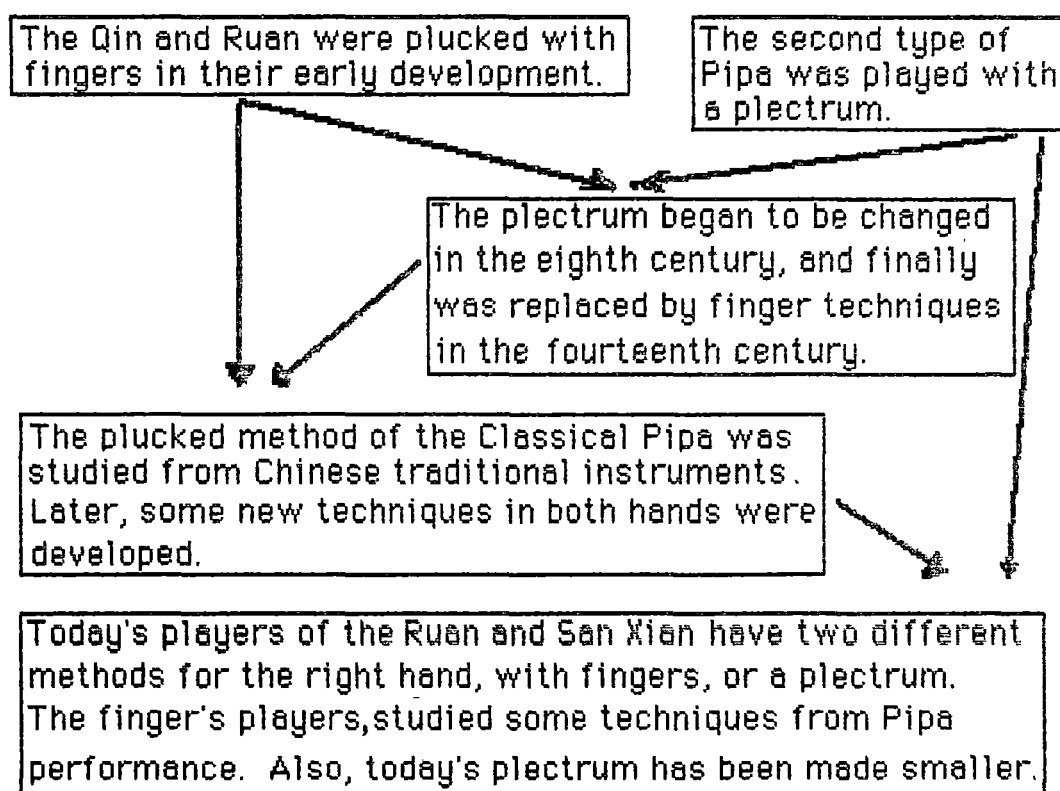 The Qin and Ruan were plucked with
fingers in their early development.
The second type of
Pipa was played with
a plectrum.
The plectrum began to be changed
in the eighth century, and finally
was replaced by finger techniques
in the fourteenth century.
The plucked method of the Classical Pipa was
studied from Chinese traditional instruments.
Later, some new techniques in both hands were
developed.
Today's players of the Ruan and San Xian have two different
methods for the right hand, with fingers, or a plectrum.
The finger's players,studied some techniques from Pipa
performance. Also, today's plectrum has been made smaller.